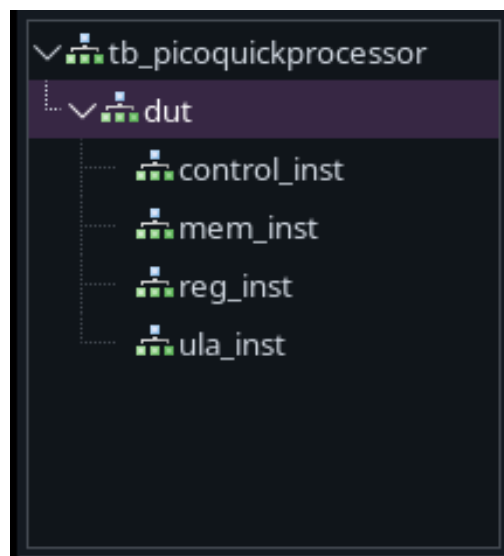 tb_picoquickprocessor
dut
control_inst
mem_inst
reg_inst
ula_inst